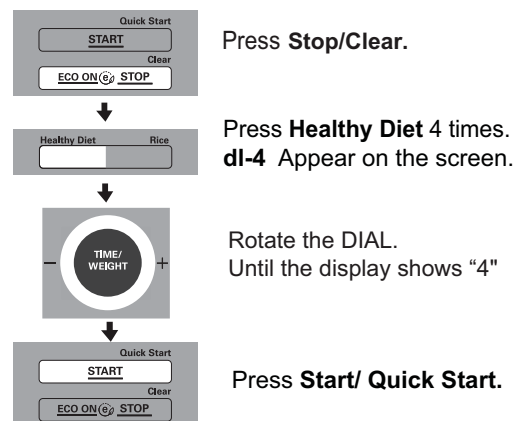 Quick Start
START
Clear
ECO ON e STOP
Press Stop/Clear.
Healthy Diet Rice
Press Healthy Diet 4 times.
dI-4 Appear on the screen.
TIME/
WEIGHT
- +
Rotate the DIAL.
Until the display shows “4"
Quick Start
START
Clear
ECO ON e STOP
Press Start/ Quick Start.